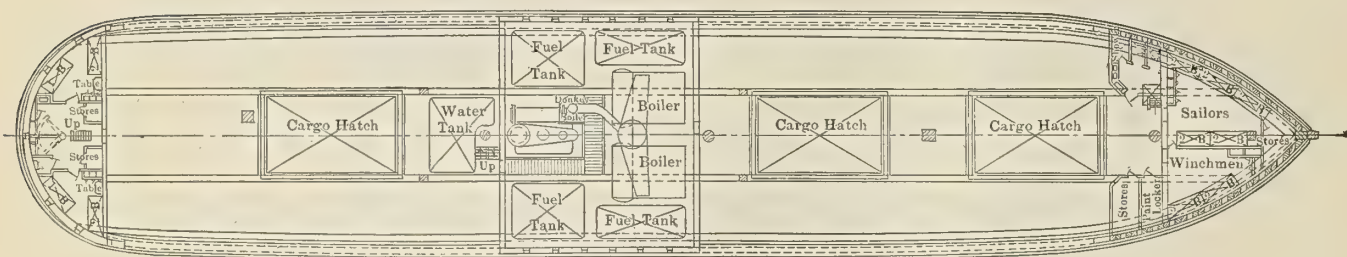 Table
Stores
Up
Stores
Table
Cargo Hatch
Water
Tank
Up
Fuel
Tank
Fuel Tank
Donkey
Boiler
Boiler
Boiler
Fuel
Tank
Fuel Tank
Cargo Hatch
Cargo Hatch
Sailors
B
B
B
Stores
Winchmen
Stores
Paint
Locker